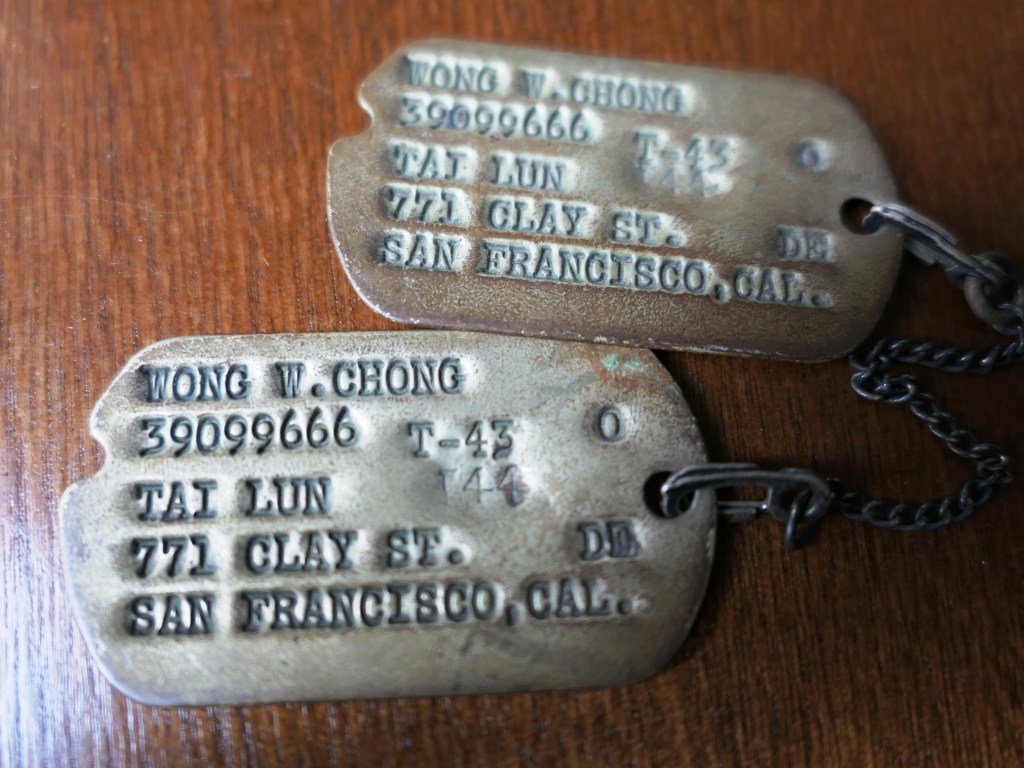 WONG W.CHONG
39099666 T-43 O
TAI LUN
771 CLAY ST. DE
SAN FRANCISCO,CAL.
WONG W.CHONG
39099666 T-43 O
TAI LUN 144
771 CLAY ST. DE
SAN FRANCISCO,CAL.